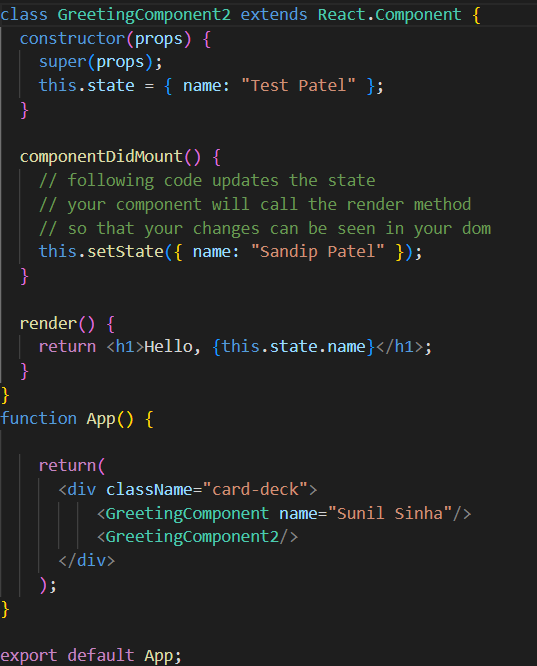 class GreetingComponent2 extends React.Component {
  constructor(props) {
    super(props);
    this.state = { name: "Test Patel" };
  }

  componentDidMount() {
    // following code updates the state
    // your component will call the render method
    // so that your changes can be seen in your dom
    this.setState({ name: "Sandip Patel" });
  }

  render() {
    return <h1>Hello, {this.state.name}</h1>;
  }
}
function App() {

    return(
      <div className="card-deck">
          <GreetingComponent name="Sunil Sinha"/>
          <GreetingComponent2/>
      </div>
    );
}

export default App;